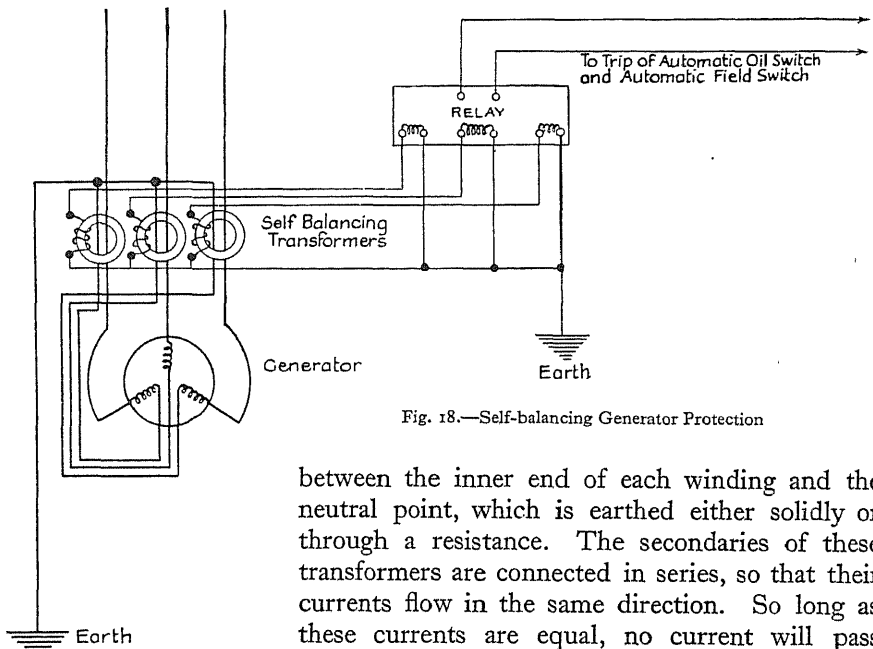 To Trip of Automatic Oil Switch
and Automatic Field Switch
RELAY
Self Balancing
Transformers
Generator
Earth
Fig. 18.—Self-balancing Generator Protection
between the inner end of each winding and the
neutral point, which is earthed either solidly or
through a resistance. The secondaries of these
transformers are connected in series, so that their
currents flow in the same direction. So long as
these currents are equal, no current will pass
Earth